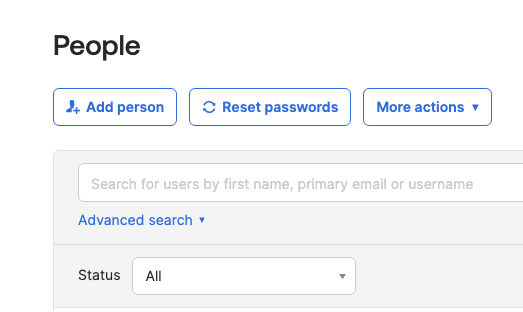 People
Add person Reset passwords More actions
Search for users by first name, primary email or username
Advanced search
Status All